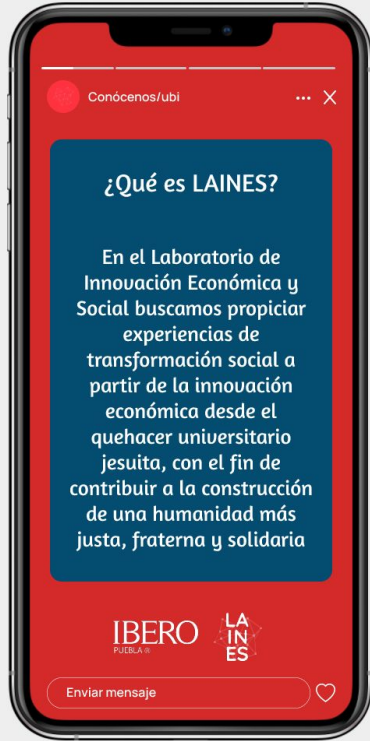 Conócenos/ubi
¿Qué es LAINES?
En el Laboratorio de
Innovación Económica y
Social buscamos propiciar
experiencias de
transformación social a
partir de la innovación
económica desde el
quehacer universitario
jesuita, con el fin de
contribuir a la construcción
de una humanidad más
justa, fraterna y solidaria
IBERO
PUEBLA
LA
IN
ES
Enviar mensaje